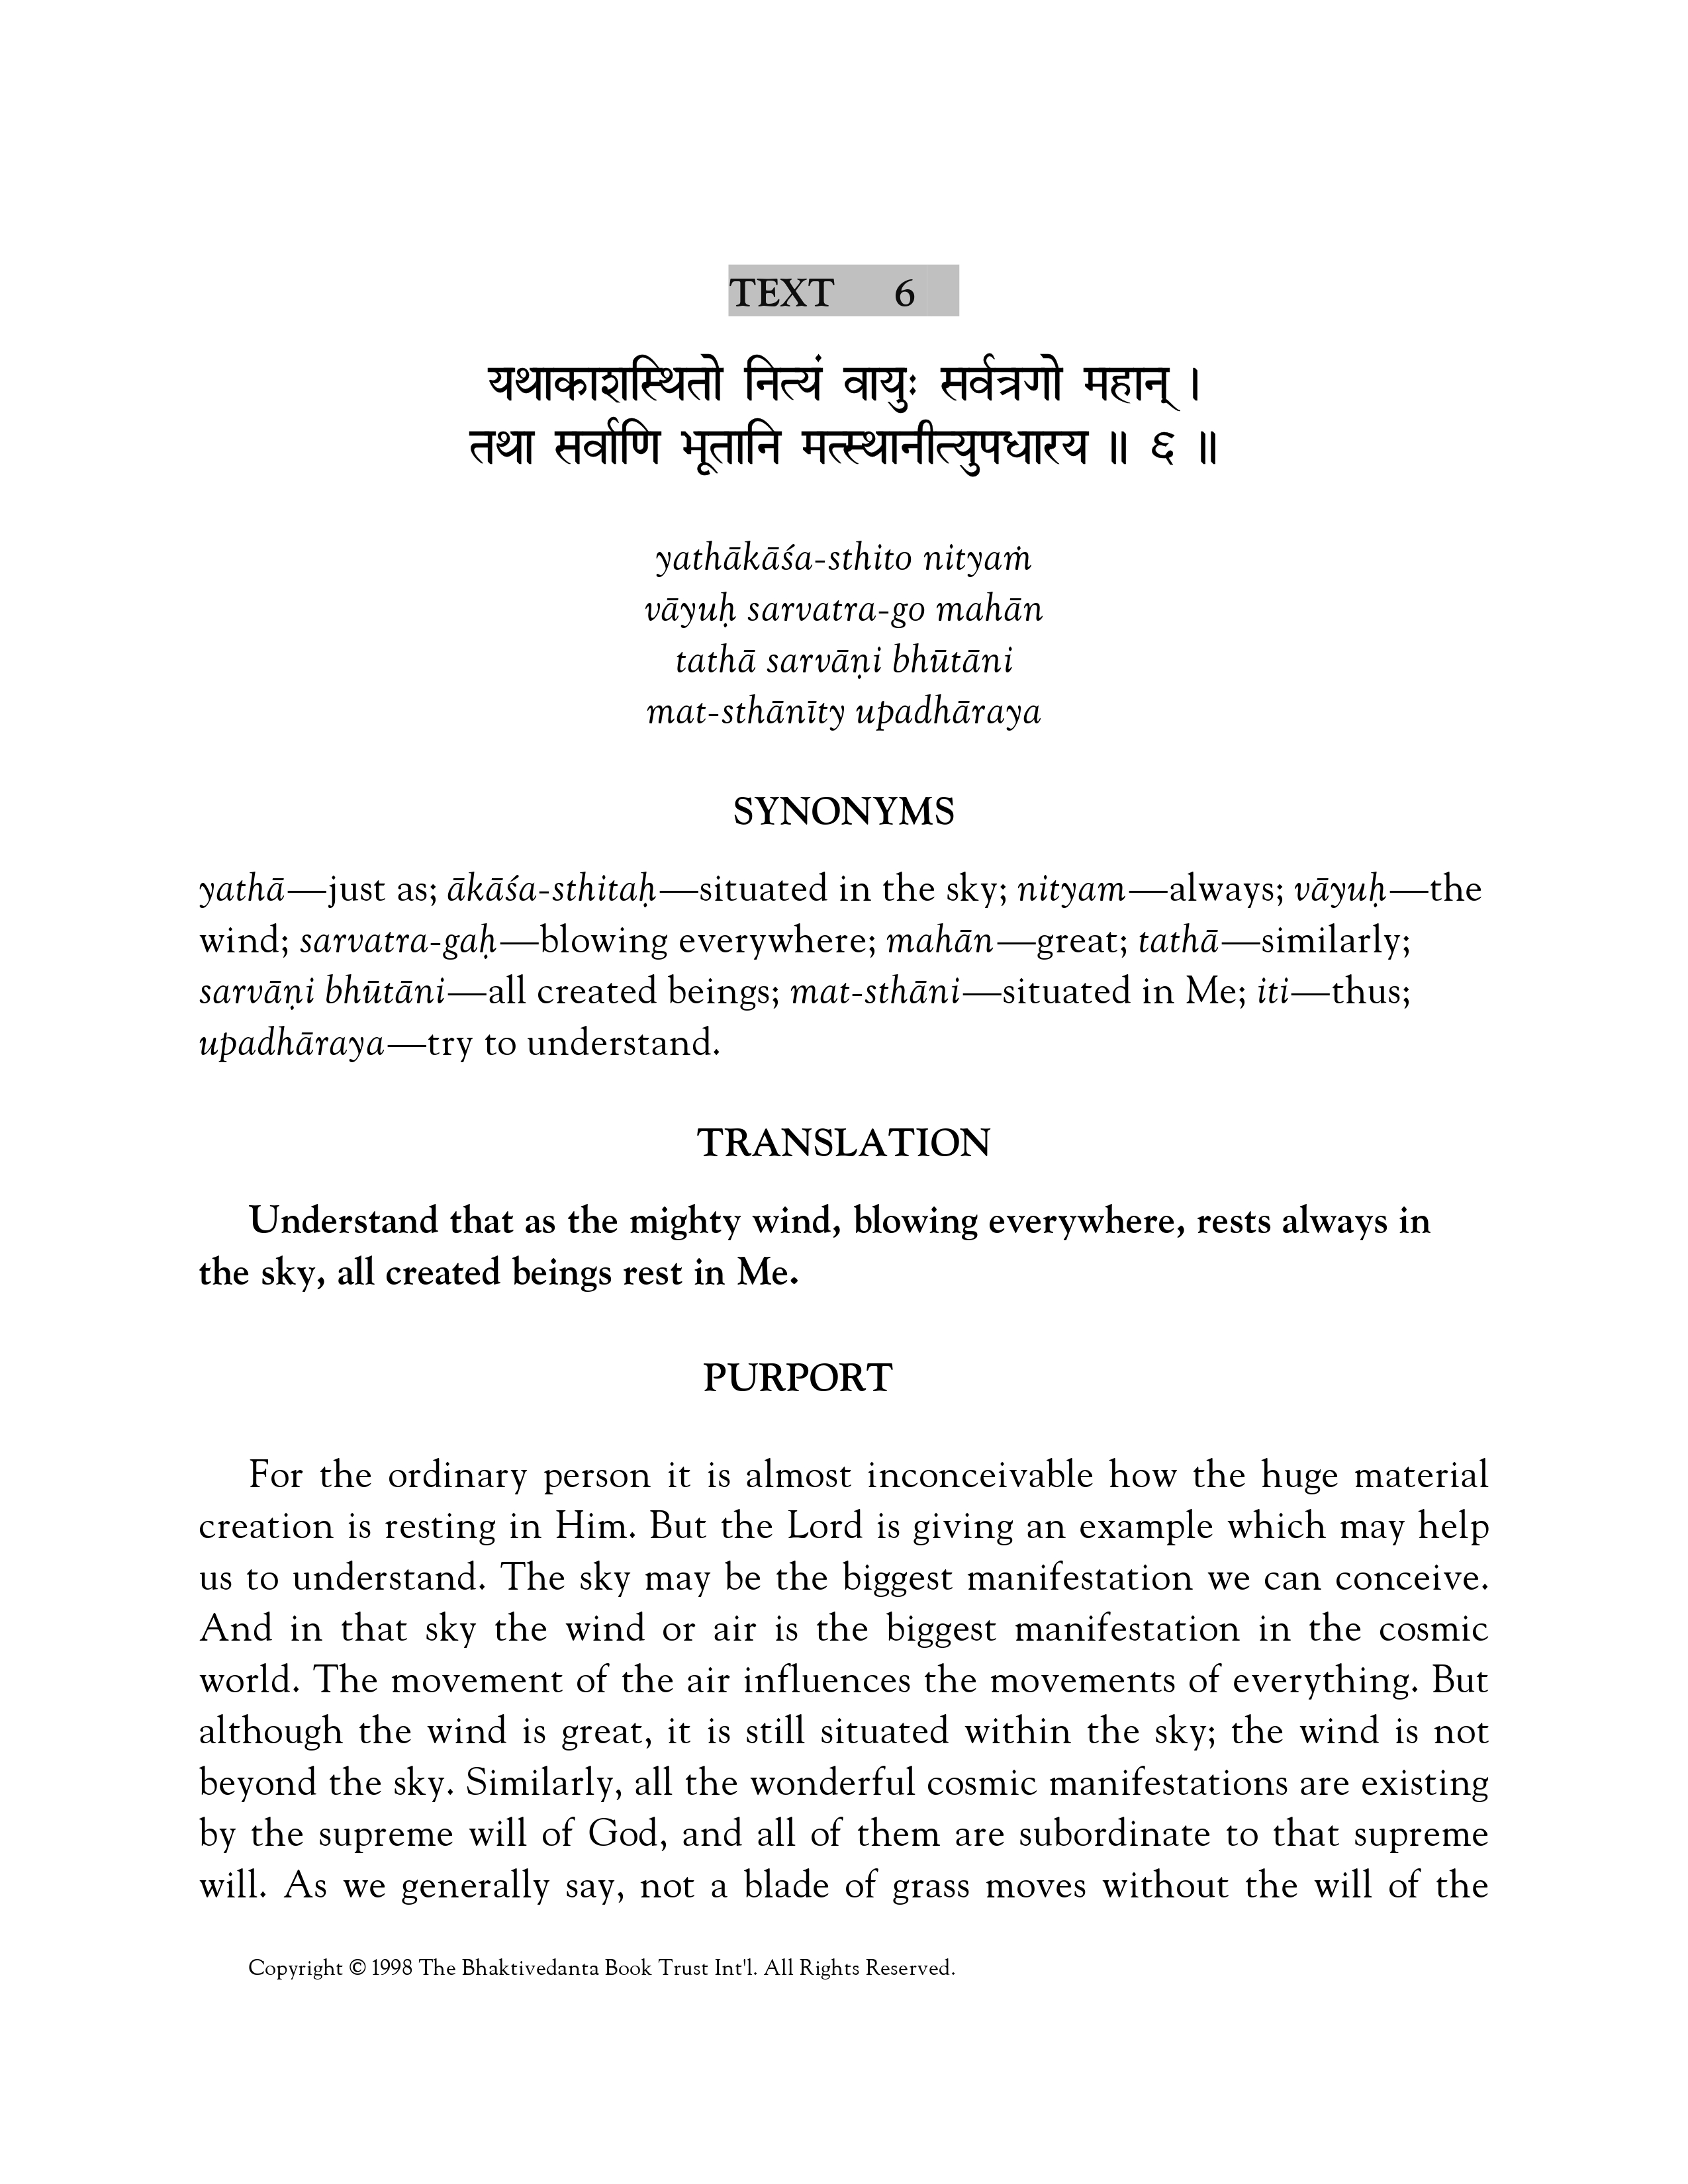 TEXT 6
यथाकाशस्थितो नित्यं वायुः सर्वत्रगो महान् ।
तथा सर्वाणि भूतानि मत्स्थानीत्युपधारय ॥ ६ ॥
yathākāśa-sthito nityaṁ
vāyuḥ sarvatra-go mahān
tathā sarvāṇi bhūtāni
mat-sthānīty upadhāraya
SYNONYMS
yathā—just as; ākāśa-sthitaḥ—situated in the sky; nityam—always; vāyuḥ—the
wind; sarvatra-gaḥ—blowing everywhere; mahān—great; tathā—similarly;
sarvāṇi bhūtāni—all created beings; mat-sthāni—situated in Me; iti—thus;
upadhāraya—try to understand.
TRANSLATION
Understand that as the mighty wind, blowing everywhere, rests always in
the sky, all created beings rest in Me.
PURPORT
For the ordinary person it is almost inconceivable how the huge material
creation is resting in Him. But the Lord is giving an example which may help
us to understand. The sky may be the biggest manifestation we can conceive.
And in that sky the wind or air is the biggest manifestation in the cosmic
world. The movement of the air influences the movements of everything. But
although the wind is great, it is still situated within the sky; the wind is not
beyond the sky. Similarly, all the wonderful cosmic manifestations are existing
by the supreme will of God, and all of them are subordinate to that supreme
will. As we generally say, not a blade of grass moves without the will of the
Copyright © 1998 The Bhaktivedanta Book Trust Int'l. All Rights Reserved.